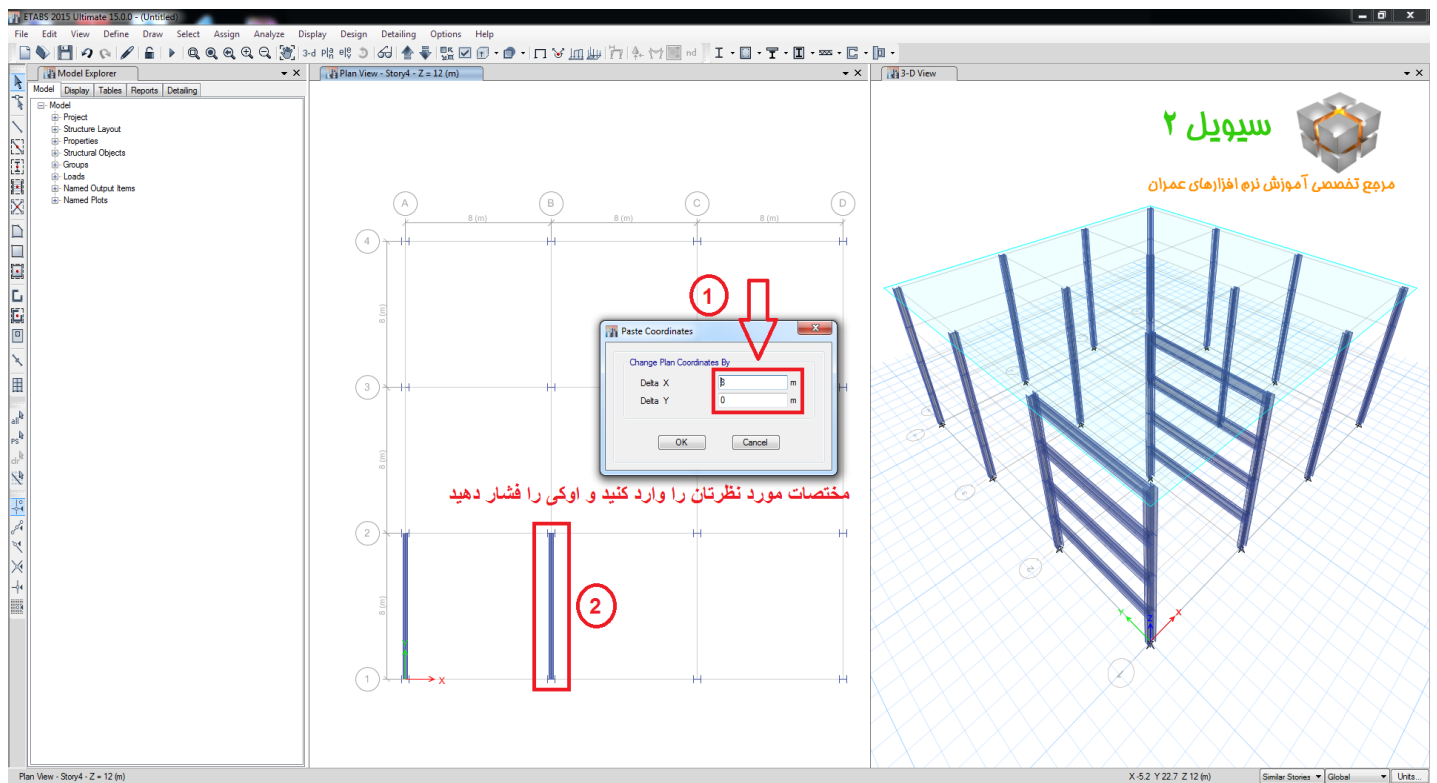 ETABS 2015 Ultimate 15.0.0 - (Untitled)
File Edit View Define Draw Select Assign Analyze Display Design Detailing Options Help
3-d
nd
Model Explorer
Model Display Tables Reports Detailing
Model
Project
Structure Layout
Properties
Structural Objects
Groups
Loads
Named Output Items
Named Plots
all
PS
clr
Plan View - Story4 - Z = 12 (m)
A B C D
8 (m) 8 (m) 8 (m)
4
8 (m)
3
8 (m)
2
8 (m)
1
X
1
Paste Coordinates
Change Plan Coordinates By
Delta X 8 m
Delta Y 0 m
OK Cancel
مختصات مورد نظرتان را وارد کنید و اوکی را فشار دهید
2
3-D View
سیویل ۲
مرجع تخصصی آموزش نرم افزارهای عمران
X
Y
Z
Plan View - Story4 - Z = 12 (m)
X -5.2 Y 22.7 Z 12 (m)
Similar Stories Global Units...